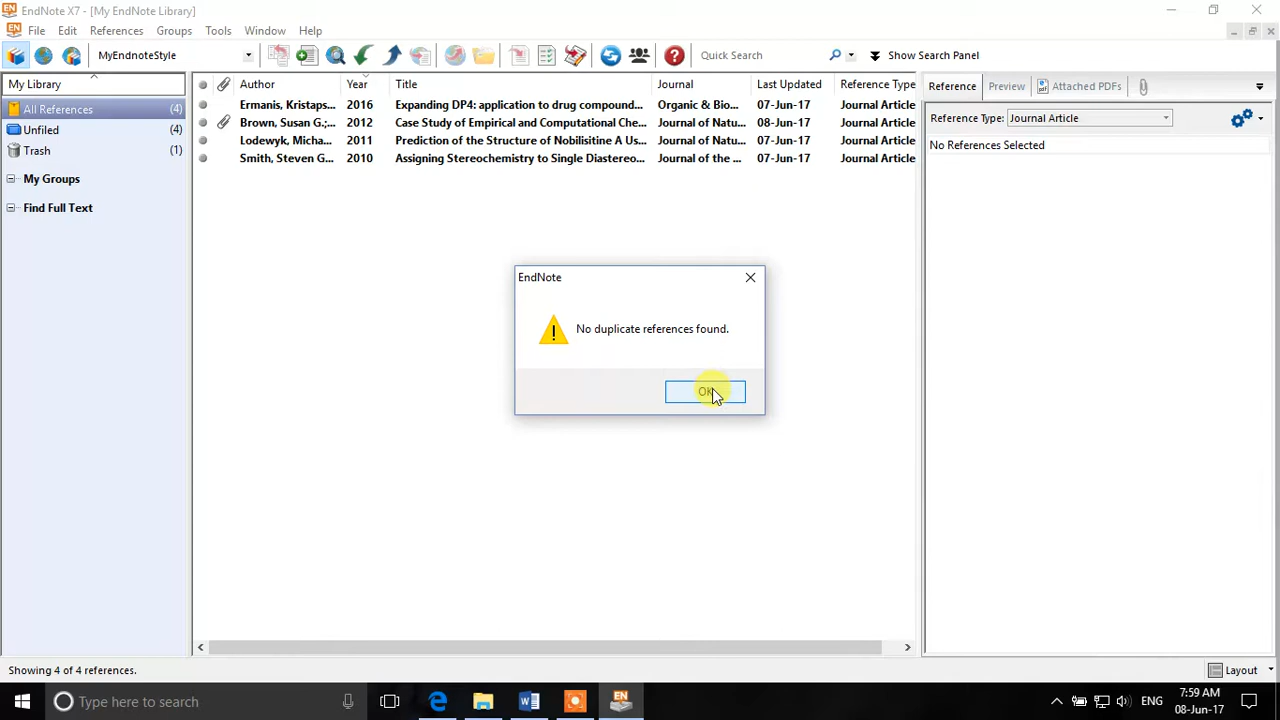 EndNote X7 - [My EndNote Library]
File Edit References Groups Tools Window Help
MyEndnoteStyle Quick Search Show Search Panel
My Library
All References (4)
Unfiled (4)
Trash (1)
My Groups
Find Full Text
Author Year Title Journal Last Updated Reference Type
Ermanis, Kristaps... 2016 Expanding DP4: application to drug compound... Organic & Bio... 07-Jun-17 Journal Article
Brown, Susan G.;... 2012 Case Study of Empirical and Computational Che... Journal of Natu... 08-Jun-17 Journal Article
Lodewyk, Micha... 2011 Prediction of the Structure of Nobilisitine A Us... Journal of Natu... 07-Jun-17 Journal Article
Smith, Steven G... 2010 Assigning Stereochemistry to Single Diastereo... Journal of the ... 07-Jun-17 Journal Article
Reference Preview Attached PDFs
Reference Type: Journal Article
No References Selected
EndNote
No duplicate references found.
OK
Showing 4 of 4 references.
Layout
Type here to search
ENG
7:59 AM
08-Jun-17